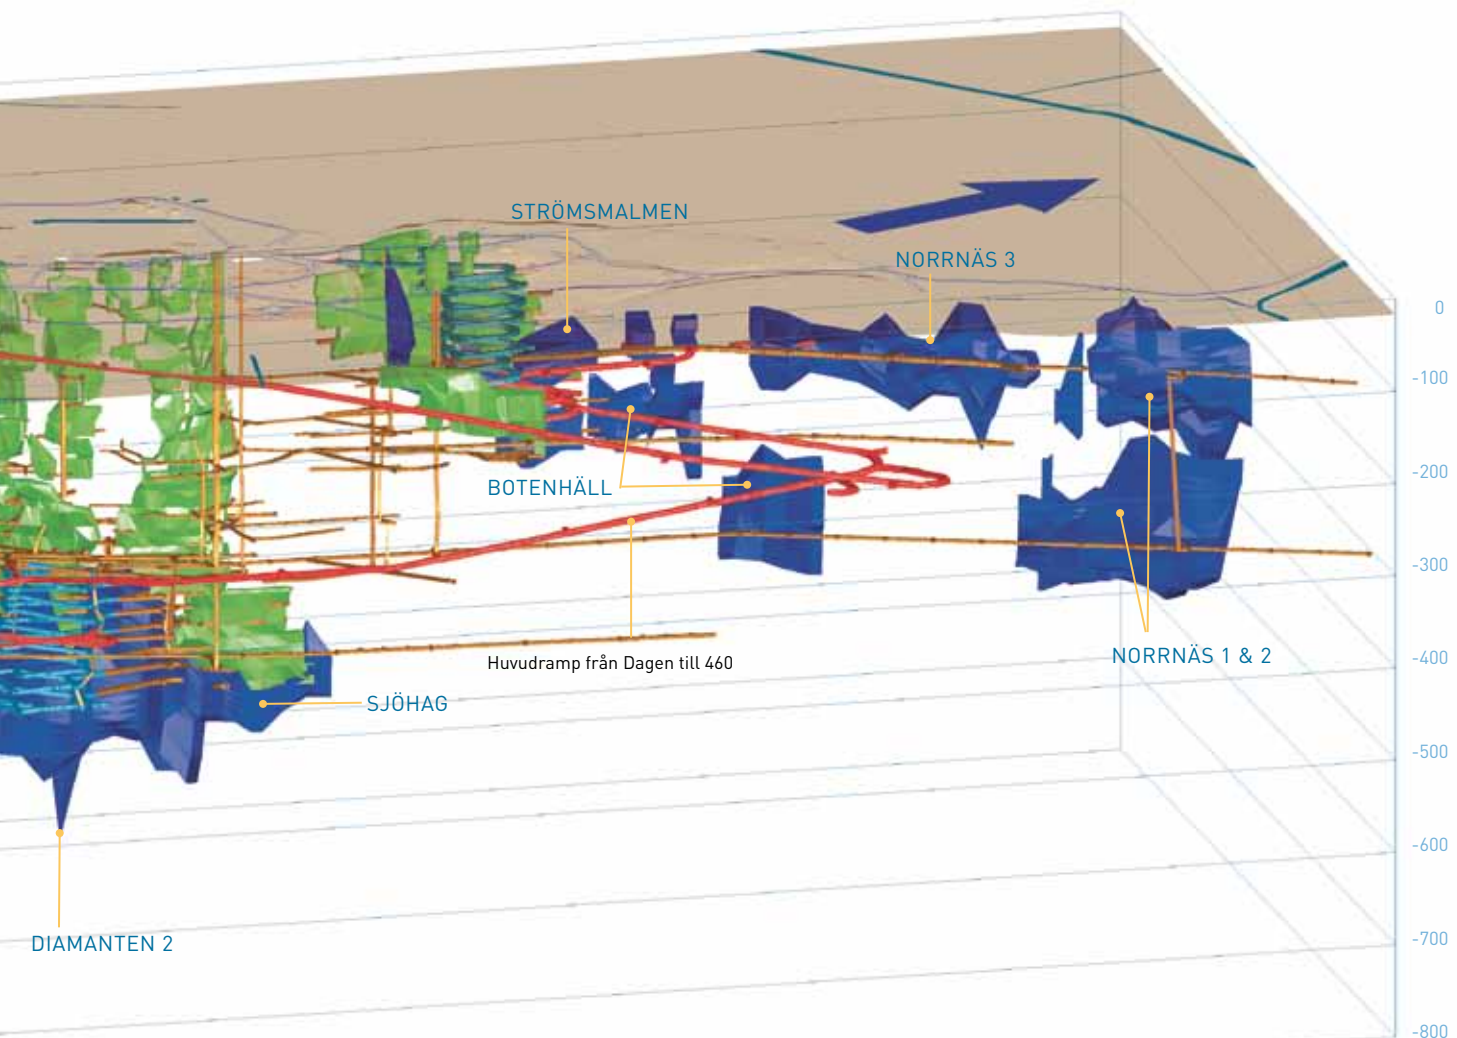 STRÖMSMALMEN
NORRNÄS 3
0
-100
-200
BOTENHÄLL
-300
NORRNÄS 1 & 2
-400
Huvudramp från Dagen till 460
SJÖHAG
-500
-600
DIAMANTEN 2
-700
-800